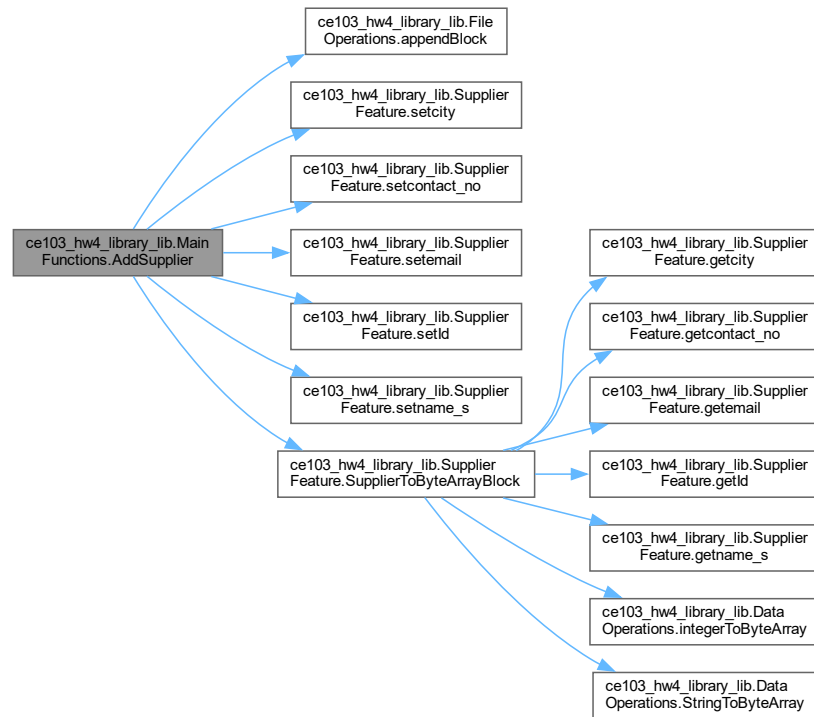 ce103_hw4_library_lib.File
Operations.appendBlock
ce103_hw4_library_lib.Supplier
Feature.setcity
ce103_hw4_library_lib.Supplier
Feature.setcontact_no
ce103_hw4_library_lib.Main
Functions.AddSupplier
ce103_hw4_library_lib.Supplier
Feature.setemail
ce103_hw4_library_lib.Supplier
Feature.setId
ce103_hw4_library_lib.Supplier
Feature.setname_s
ce103_hw4_library_lib.Supplier
Feature.SupplierToByteArrayBlock
ce103_hw4_library_lib.Supplier
Feature.getcity
ce103_hw4_library_lib.Supplier
Feature.getcontact_no
ce103_hw4_library_lib.Supplier
Feature.getemail
ce103_hw4_library_lib.Supplier
Feature.getId
ce103_hw4_library_lib.Supplier
Feature.getname_s
ce103_hw4_library_lib.Data
Operations.integerToByteArray
ce103_hw4_library_lib.Data
Operations.StringToByteArray